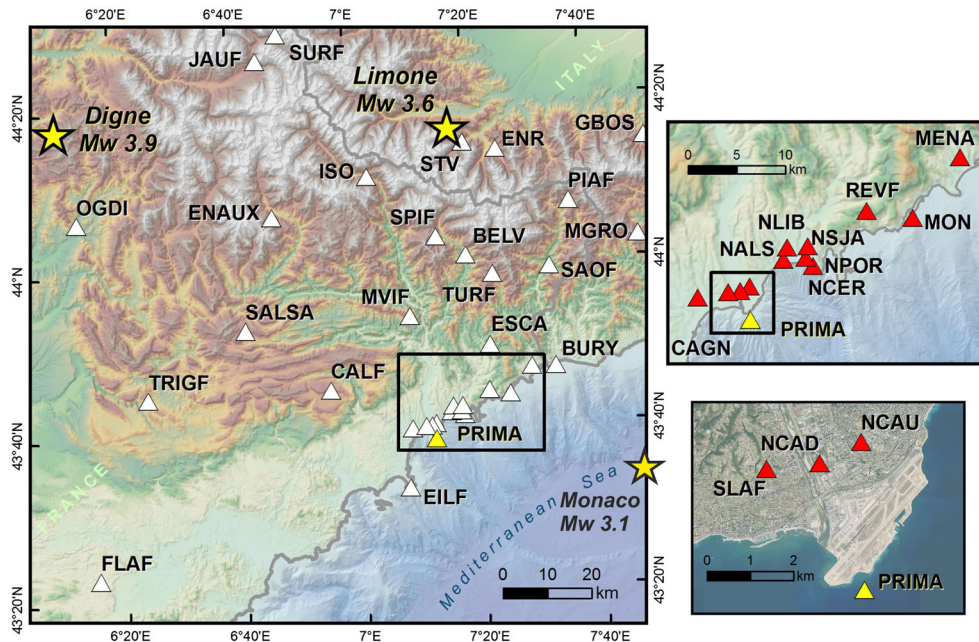 6°20'E
6°40'E
7°E
7°20'E
7°40'E
SURF
JAUF
ITALY
44°20'N
44°20'N
Digne
Mw 3.9
Limone
Mw 3.6
STV
ENR
GBOS
ISO
PIAF
OGDI
ENAUX
SPIF
BELV
MGRO
44°N
44°N
TURF
SAOF
MVIF
SALSA
ESCA
BURY
TRIGF
CALF
PRIMA
43°40'N
43°40'N
EILF
Mediterranean Sea
Monaco
Mw 3.1
FRANCE
FLAF
0
10
20
km
43°20'N
43°20'N
6°20'E
6°40'E
7°E
7°20'E
7°40'E
0
5
10
km
MENA
REVF
MON
NLIB
NSJA
NALS
NPOR
NCER
PRIMA
CAGN
NCAU
NCAD
SLAF
0
1
2
km
PRIMA